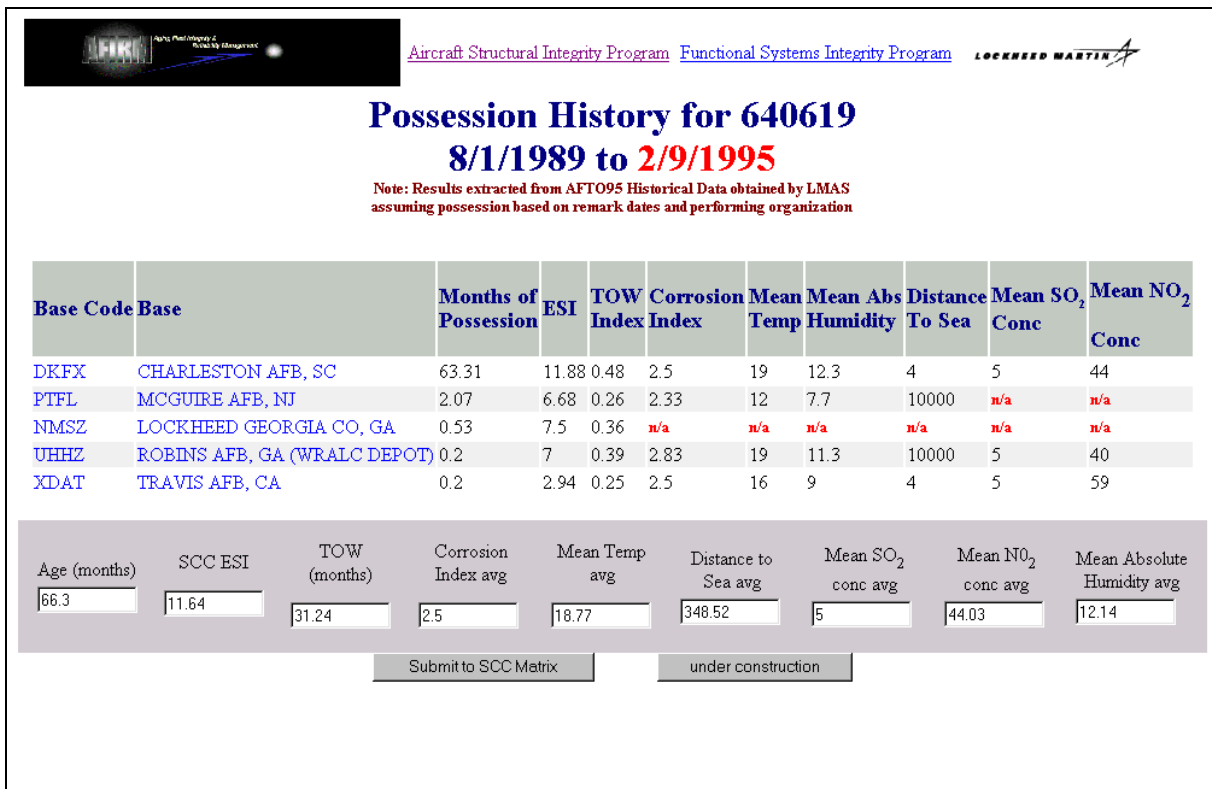 AFIRM Aging, Fleet Integrity &
Reliability Management
Aircraft Structural Integrity Program Functional Systems Integrity Program LOCKHEED MARTIN
Possession History for 640619
8/1/1989 to 2/9/1995
Note: Results extracted from AFTO95 Historical Data obtained by LMAS
assuming possession based on remark dates and performing organization
Base Code Base Months of Possession ESI TOW Index Corrosion Index Mean Temp Mean Abs Humidity Distance To Sea Mean SO2 Conc Mean NO2 Conc
DKFX CHARLESTON AFB, SC 63.31 11.88 0.48 2.5 19 12.3 4 5 44
PTFL MCGUIRE AFB, NJ 2.07 6.68 0.26 2.33 12 7.7 10000 n/a n/a
NMSZ LOCKHEED GEORGIA CO, GA 0.53 7.5 0.36 n/a n/a n/a n/a n/a n/a
UHHZ ROBINS AFB, GA (WRALC DEPOT) 0.2 7 0.39 2.83 19 11.3 10000 5 40
XDAT TRAVIS AFB, CA 0.2 2.94 0.25 2.5 16 9 4 5 59
Age (months) SCC ESI TOW (months) Corrosion Index avg Mean Temp avg Distance to Sea avg Mean SO2 conc avg Mean N02 conc avg Mean Absolute Humidity avg
66.3 11.64 31.24 2.5 18.77 348.52 5 44.03 12.14
Submit to SCC Matrix under construction